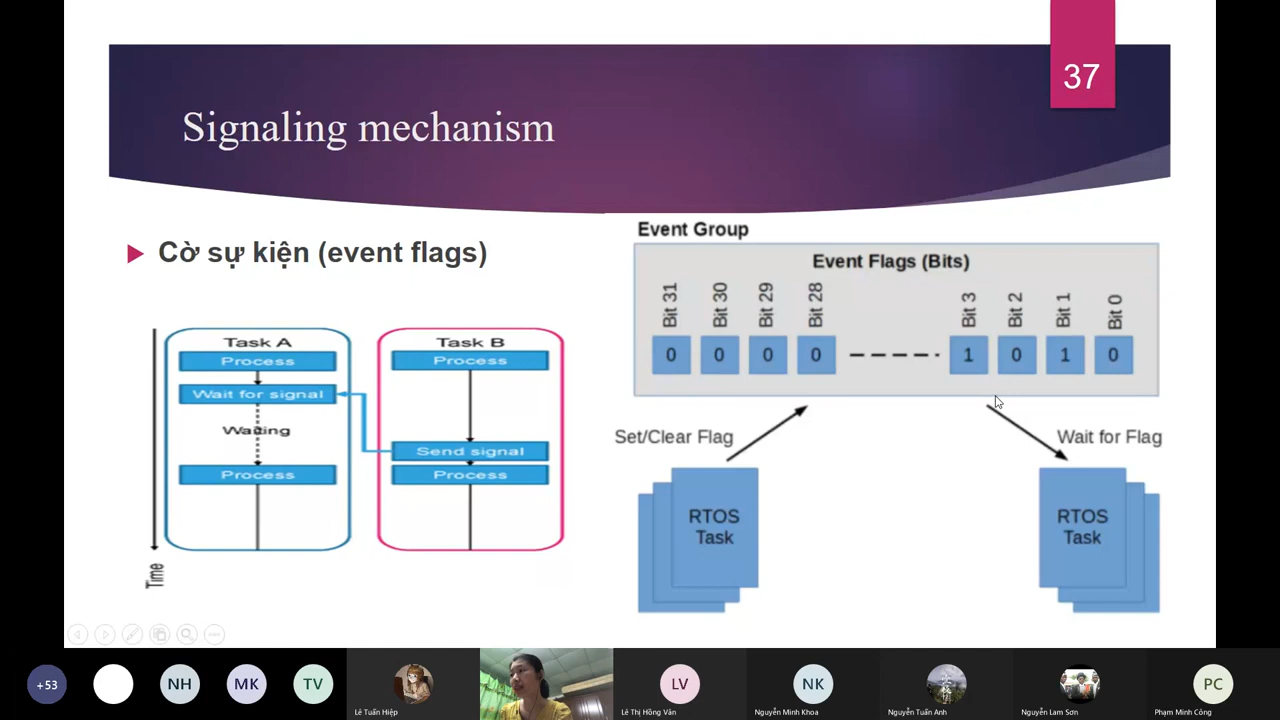 37
Signaling mechanism
Cờ sự kiện (event flags)
Task A
Process
Wait for signal
Waiting
Process
Task B
Process
Send signal
Process
Time
Event Group
Event Flags (Bits)
Bit 31
Bit 30
Bit 29
Bit 28
Bit 3
Bit 2
Bit 1
Bit 0
0 0 0 0 1 0 1 0
Set/Clear Flag
Wait for Flag
RTOS
Task
RTOS
Task
+53
NH
MK
TV
LV
NK
PC
Lê Tuấn Hiệp
Lê Thị Hồng Vân
Nguyễn Minh Khoa
Nguyễn Tuấn Anh
Nguyễn Lam Sơn
Phạm Minh Công